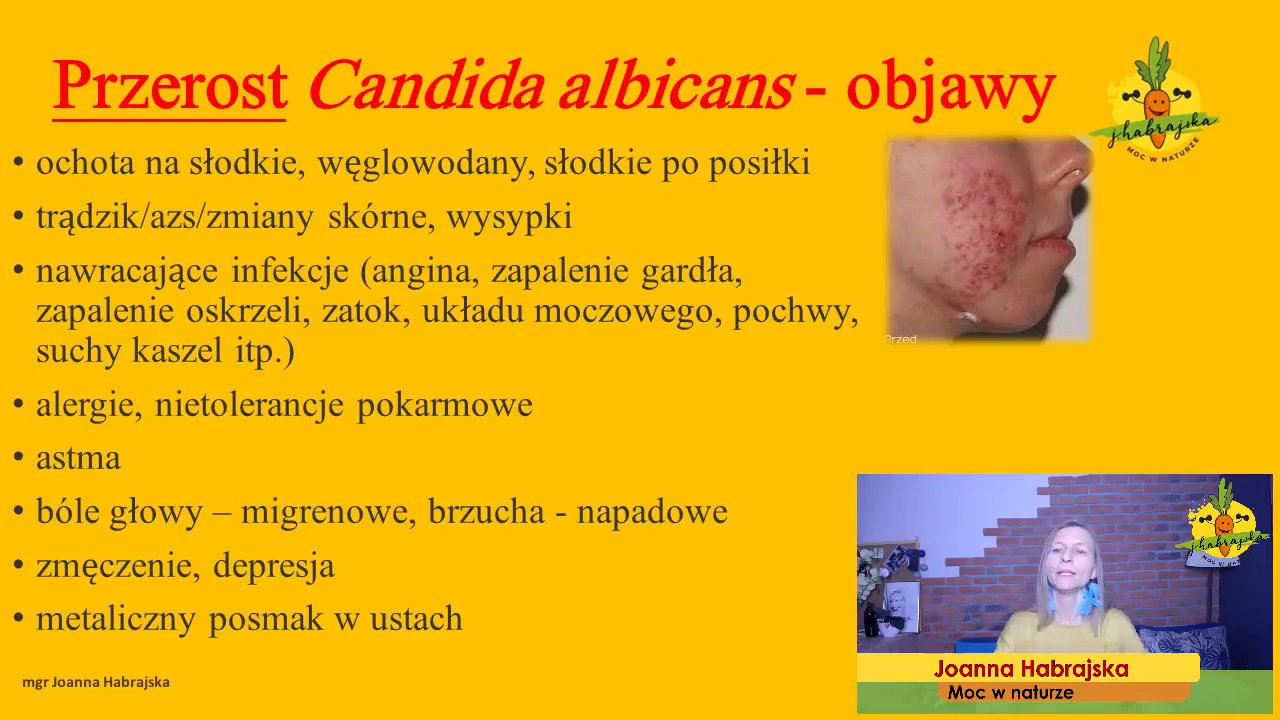 Przerost Candida albicans - objawy
j-habrajska
MOC W NATURZE
• ochota na słodkie, węglowodany, słodkie po posiłki
• trądzik/azs/zmiany skórne, wysypki
• nawracające infekcje (angina, zapalenie gardła,
zapalenie oskrzeli, zatok, układu moczowego, pochwy,
suchy kaszel itp.)
Przed
• alergie, nietolerancje pokarmowe
• astma
• bóle głowy – migrenowe, brzucha - napadowe
• zmęczenie, depresja
• metaliczny posmak w ustach
j-habrajska
mgr Joanna Habrajska
Joanna Habrajska
Moc w naturze